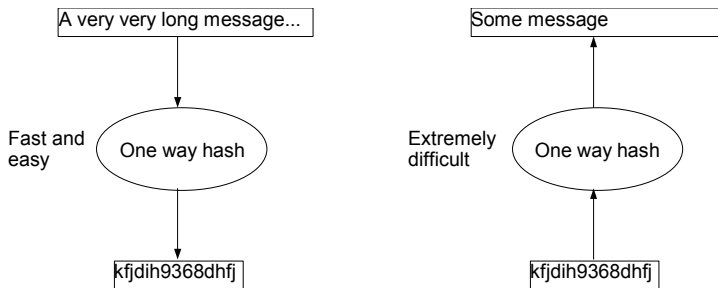 A very very long message...
Fast and
easy
One way hash
kfjdih9368dhfj
Some message
Extremely
difficult
One way hash
kfjdih9368dhfj